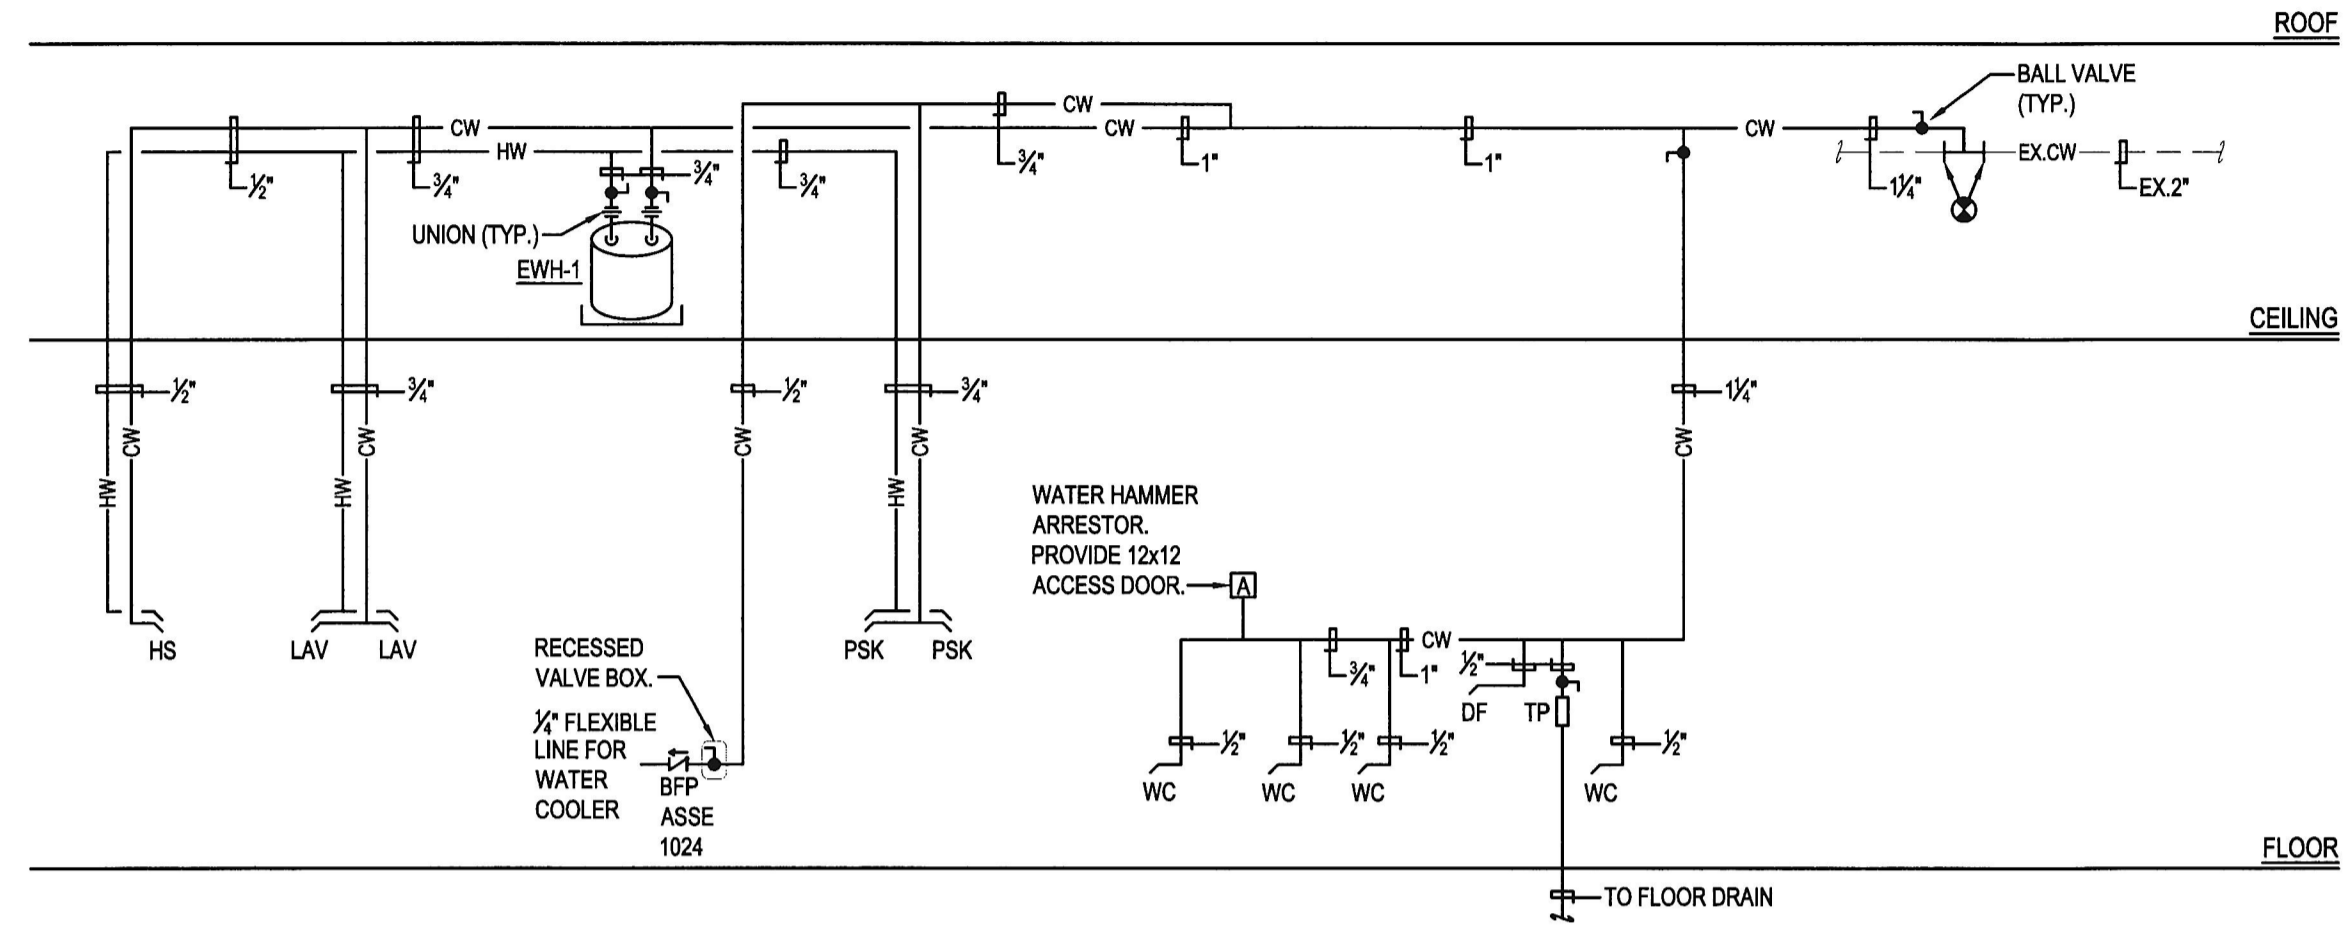 ROOF
BALL VALVE
(TYP.)
CW
CW
CW
CW
HW
EX.CW
½"
¾"
¾"
¾"
¾"
1"
1"
1¼"
EX.2"
UNION (TYP.)
EWH-1
CEILING
½"
¾"
½"
¾"
1¼"
CW
CW
CW
CW
CW
HW
HW
HW
WATER HAMMER
ARRESTOR.
PROVIDE 12x12
ACCESS DOOR.
A
HS
LAV
LAV
PSK
PSK
CW
¾"
1"
½"
DF
TP
RECESSED
VALVE BOX.
¼" FLEXIBLE
LINE FOR
WATER
COOLER
BFP
ASSE
1024
½"
½"
½"
½"
WC
WC
WC
WC
FLOOR
TO FLOOR DRAIN